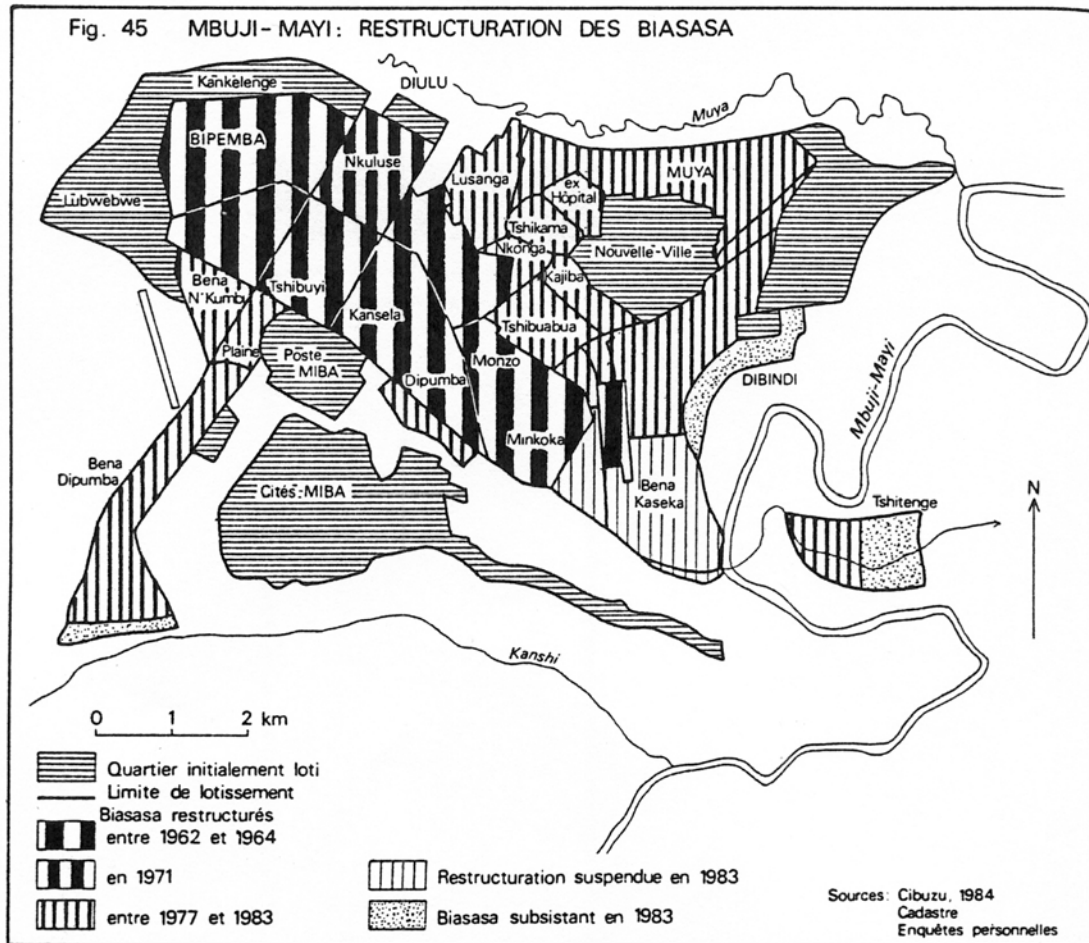 Fig. 45 MBUJI-MAYI: RESTRUCTURATION DES BIASASA
Kankelenge
DIULU
Muya
BIPEMBA
Nkuluse
Lusanga
MUYA
ex
Hôpital
Lubwebwe
Tshikama
Nkonga
Nouvelle-Ville
Kajiba
Bena
N'Kumbi
Tshibuyi
Kansela
Tshibuabua
Plaine
Poste
MIBA
Monzo
Dipumba
DIBINDI
Mbuji-Mayi
Minkoka
Bena
Dipumba
Cités-MIBA
Bena
Kaseka
Tshitenge
N
Kanshi
0 1 2 km
Quartier initialement loti
Limite de lotissement
Biasasa restructurés
entre 1962 et 1964
en 1971
entre 1977 et 1983
Restructuration suspendue en 1983
Biasasa subsistant en 1983
Sources: Cibuzu, 1984
Cadastre
Enquêtes personnelles